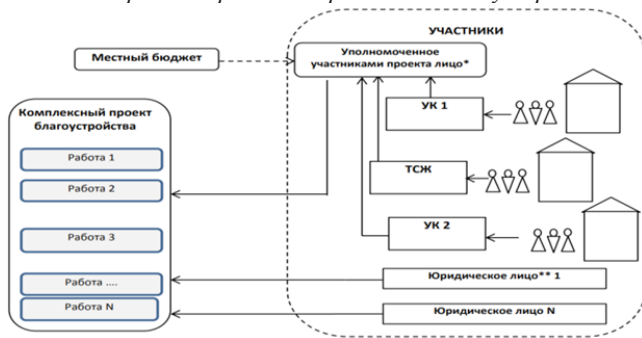 УЧАСТНИКИ
Местный бюджет
Уполномоченное
участниками проекта лицо*
Комплексный проект
благоустройства
УК 1
Работа 1
ТСЖ
Работа 2
УК 2
Работа 3
Юридическое лицо** 1
Работа ....
Юридическое лицо N
Работа N